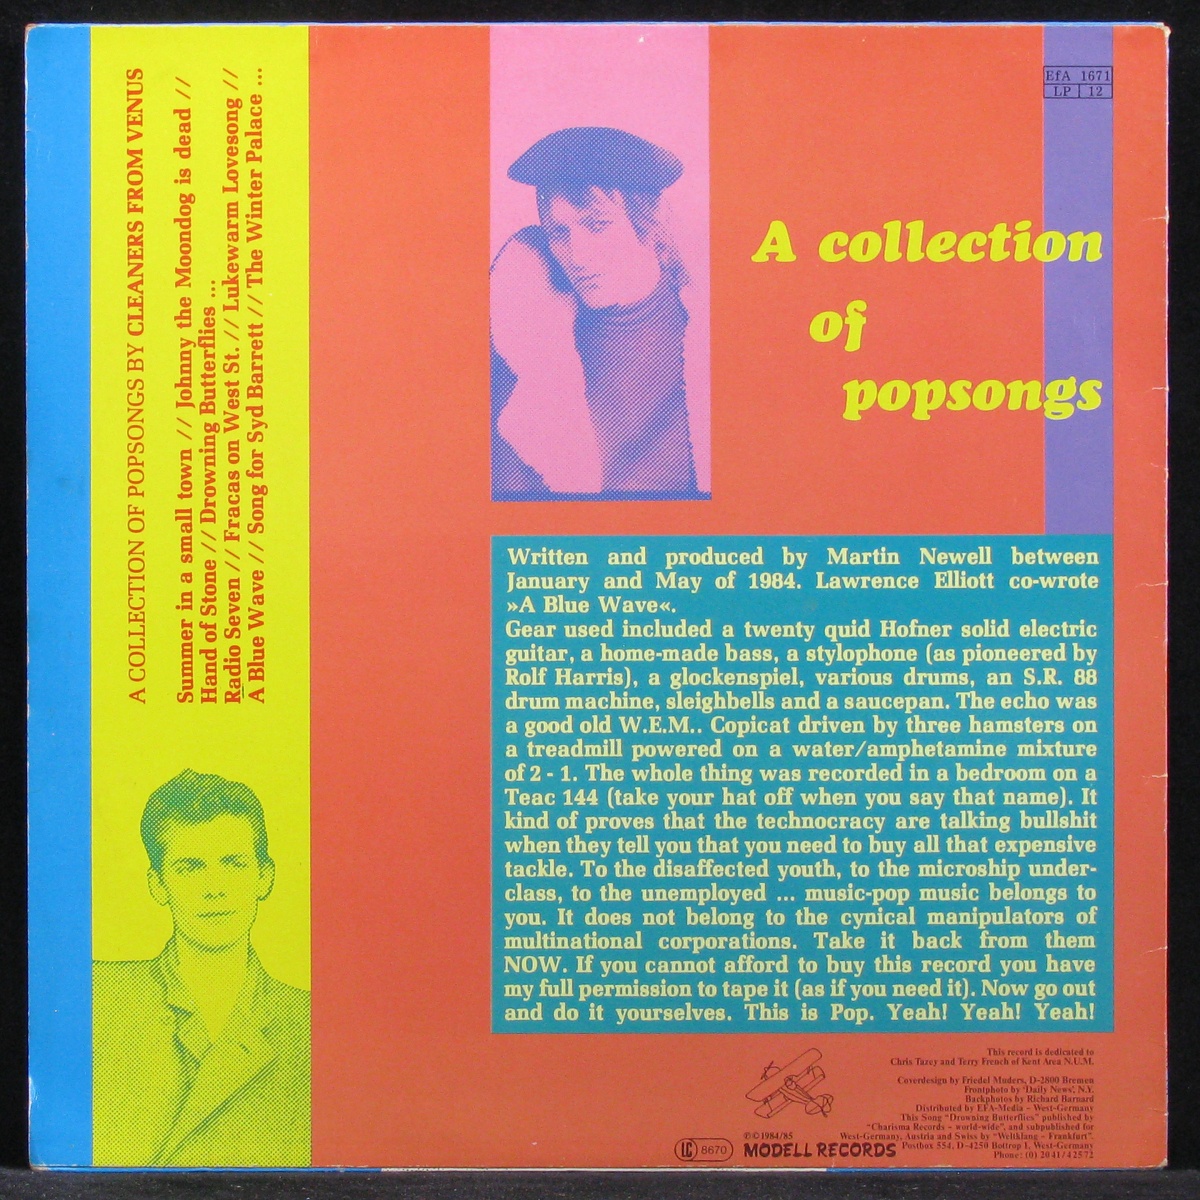 A COLLECTION OF POPSONGS BY CLEANERS FROM VENUS
Summer in a small town // Johnny the Moondog is dead //
Hand of Stone // Drowning Butterflies ...
Radio Seven // Fracas on West St. // Lukewarm Lovesong //
A Blue Wave // Song for Syd Barrett // The Winter Palace ...
EfA 1671
LP 12
A collection
of
popsongs
Written and produced by Martin Newell between
January and May of 1984. Lawrence Elliott co-wrote
»A Blue Wave«.
Gear used included a twenty quid Hofner solid electric
guitar, a home-made bass, a stylophone (as pioneered by
Rolf Harris), a glockenspiel, various drums, an S.R. 88
drum machine, sleighbells and a saucepan. The echo was
a good old W.E.M.. Copicat driven by three hamsters on
a treadmill powered on a water/amphetamine mixture
of 2 - 1. The whole thing was recorded in a bedroom on a
Teac 144 (take your hat off when you say that name). It
kind of proves that the technocracy are talking bullshit
when they tell you that you need to buy all that expensive
tackle. To the disaffected youth, to the microship under-
class, to the unemployed ... music-pop music belongs to
you. It does not belong to the cynical manipulators of
multinational corporations. Take it back from them
NOW. If you cannot afford to buy this record you have
my full permission to tape it (as if you need it). Now go out
and do it yourselves. This is Pop. Yeah! Yeah! Yeah!
This record is dedicated to
Chris Tazey and Terry French of Kent Area N.U.M.
Coverdesign by Friedel Muders, D-2800 Bremen
Frontphoto by 'Daily News', N.Y.
Backphotos by Richard Barnard
Distributed by EFA-Media - West-Germany
This Song "Drowning Butterflies" published by
"Charisma Records - world-wide", and subpublished for
West-Germany, Austria and Swiss by "Weltklang - Frankfurt".
Postbox 554, D-4250 Bottrop 1, West-Germany
Phone: (0) 20 41 / 4 25 72
℗ © 1984/85
LC 8670
MODELL RECORDS